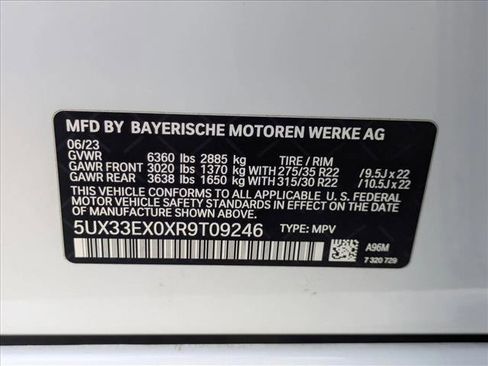 MFD BY BAYERISCHE MOTOREN WERKE AG
06/23
GVWR 6360 lbs 2885 kg TIRE / RIM
GAWR FRONT 3020 lbs 1370 kg WITH 275/35 R22 /9.5J x 22
GAWR REAR 3638 lbs 1650 kg WITH 315/30 R22 /10.5J x 22
THIS VEHICLE CONFORMS TO ALL APPLICABLE U.S. FEDERAL
MOTOR VEHICLE SAFETY STANDARDS IN EFFECT
ON THE DATE OF MANUFACTURE SHOWN ABOVE.
5UX33EX0XR9T09246 TYPE: MPV
A96M
7 320 729